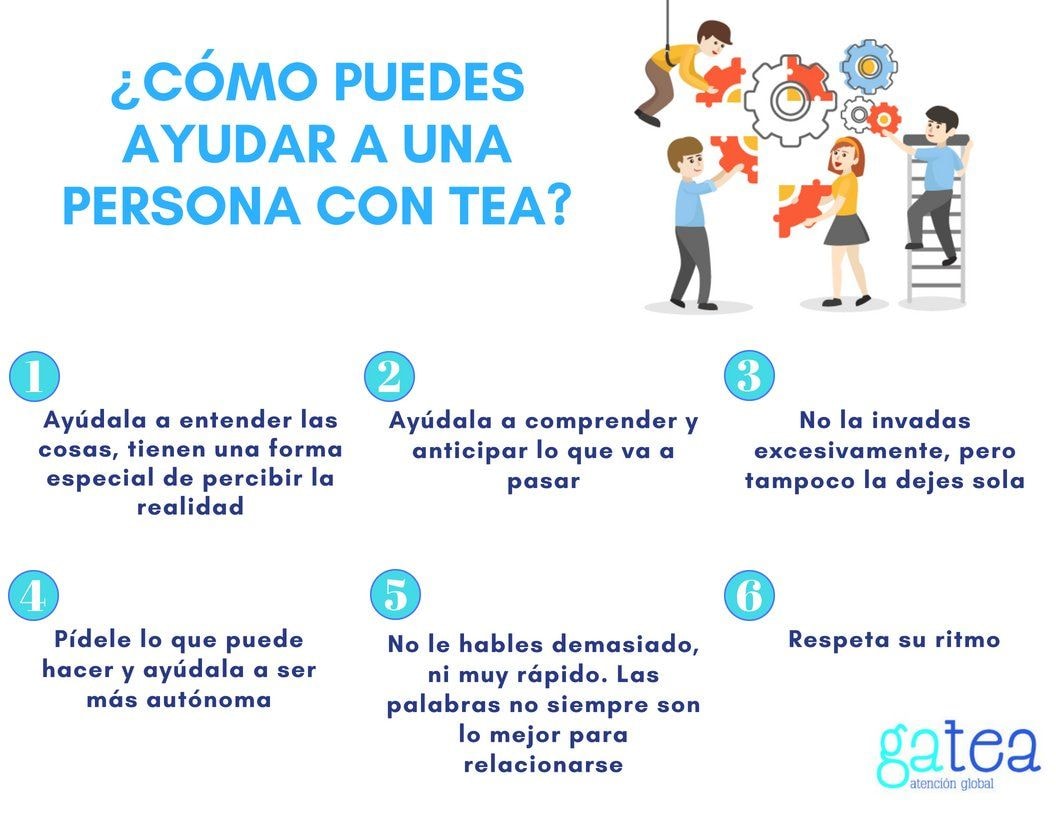 ¿CÓMO PUEDES
AYUDAR A UNA
PERSONA CON TEA?
1
Ayúdala a entender las
cosas, tienen una forma
especial de percibir la
realidad
2
Ayúdala a comprender y
anticipar lo que va a
pasar
3
No la invadas
excesivamente, pero
tampoco la dejes sola
4
Pídele lo que puede
hacer y ayúdala a ser
más autónoma
5
No le hables demasiado,
ni muy rápido. Las
palabras no siempre son
lo mejor para
relacionarse
6
Respeta su ritmo
gatea
atención global